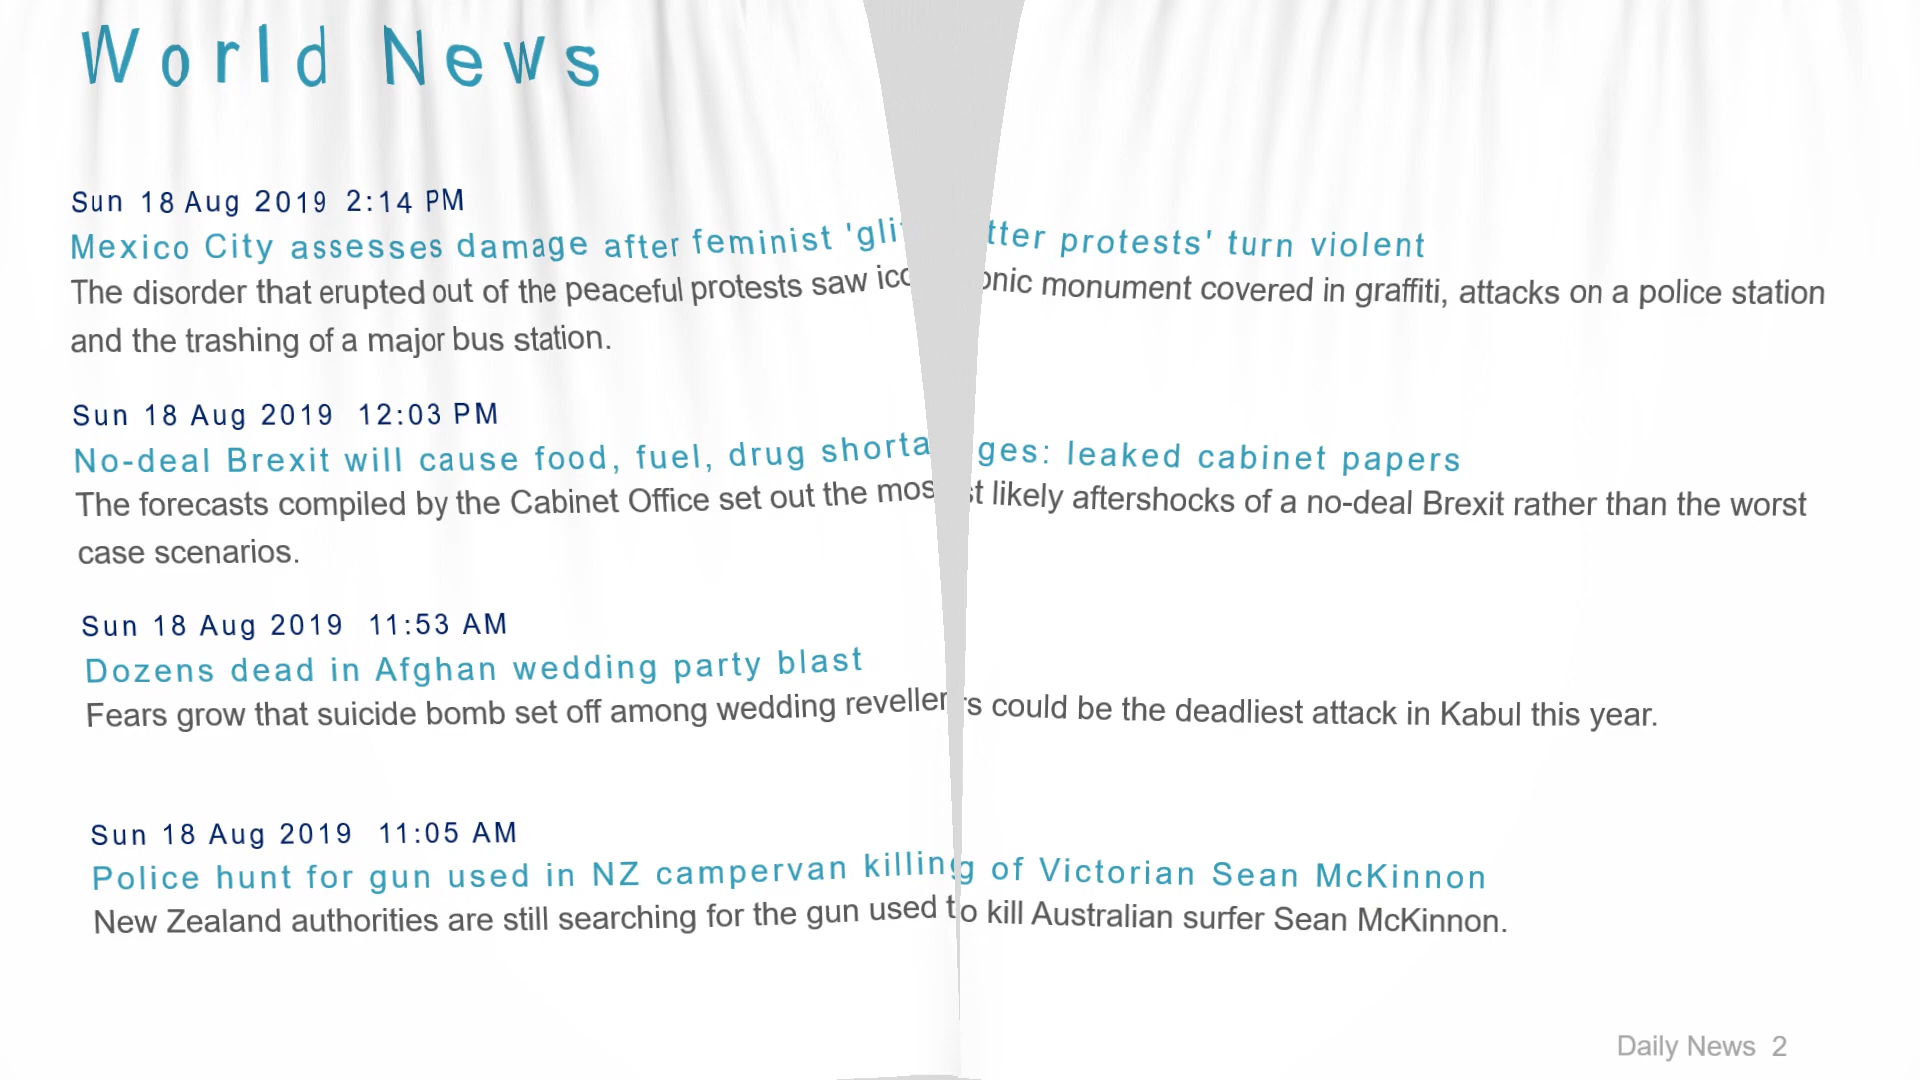 World News
Sun 18 Aug 2019 2:14 PM
Mexico City assesses damage after feminist 'glitter protests' turn violent
The disorder that erupted out of the peaceful protests saw iconic monument covered in graffiti, attacks on a police station
and the trashing of a major bus station.
Sun 18 Aug 2019 12:03 PM
No-deal Brexit will cause food, fuel, drug shortages: leaked cabinet papers
The forecasts compiled by the Cabinet Office set out the most likely aftershocks of a no-deal Brexit rather than the worst
case scenarios.
Sun 18 Aug 2019 11:53 AM
Dozens dead in Afghan wedding party blast
Fears grow that suicide bomb set off among wedding revellers could be the deadliest attack in Kabul this year.
Sun 18 Aug 2019 11:05 AM
Police hunt for gun used in NZ campervan killing of Victorian Sean McKinnon
New Zealand authorities are still searching for the gun used to kill Australian surfer Sean McKinnon.
Daily News 2